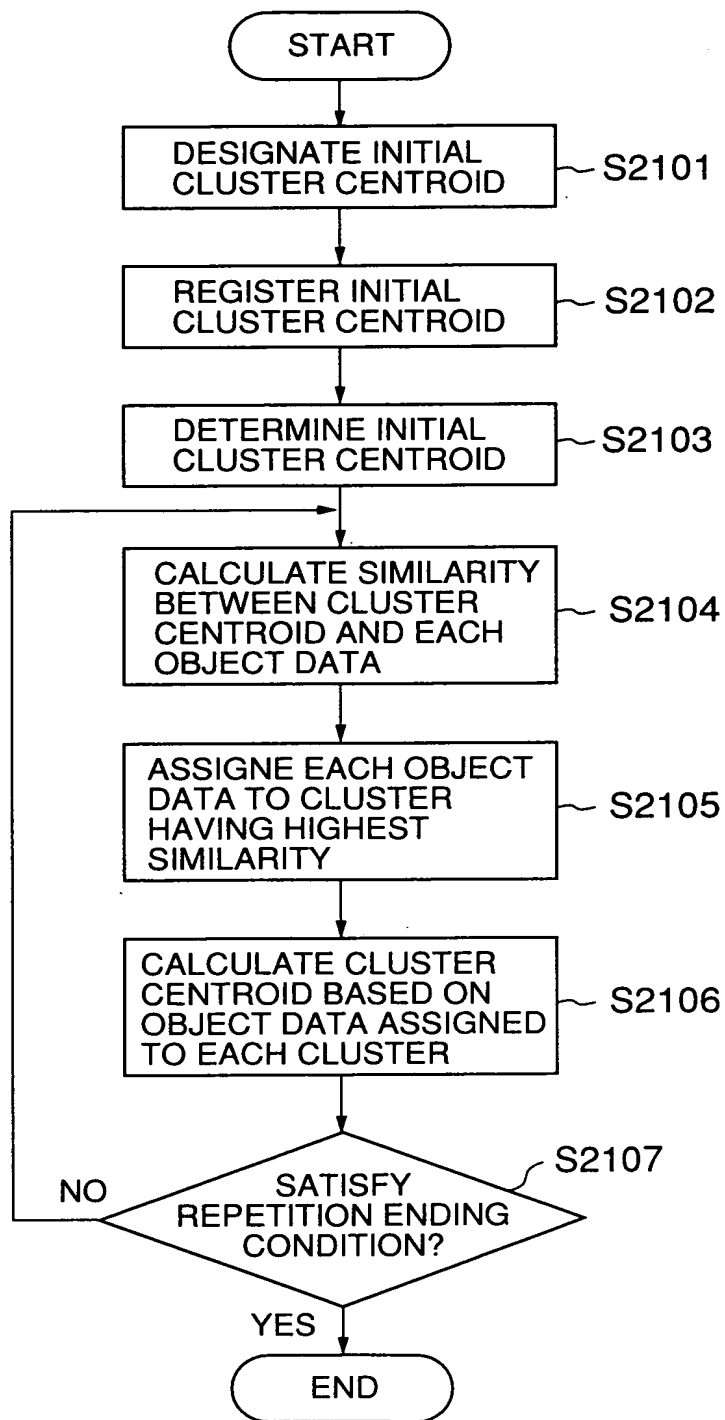 START
DESIGNATE INITIAL
CLUSTER CENTROID
S2101
REGISTER INITIAL
CLUSTER CENTROID
S2102
DETERMINE INITIAL
CLUSTER CENTROID
S2103
CALCULATE SIMILARITY
BETWEEN CLUSTER
CENTROID AND EACH
OBJECT DATA
S2104
ASSIGNE EACH OBJECT
DATA TO CLUSTER
HAVING HIGHEST
SIMILARITY
S2105
CALCULATE CLUSTER
CENTROID BASED ON
OBJECT DATA ASSIGNED
TO EACH CLUSTER
S2106
S2107
NO
SATISFY
REPETITION ENDING
CONDITION?
YES
END